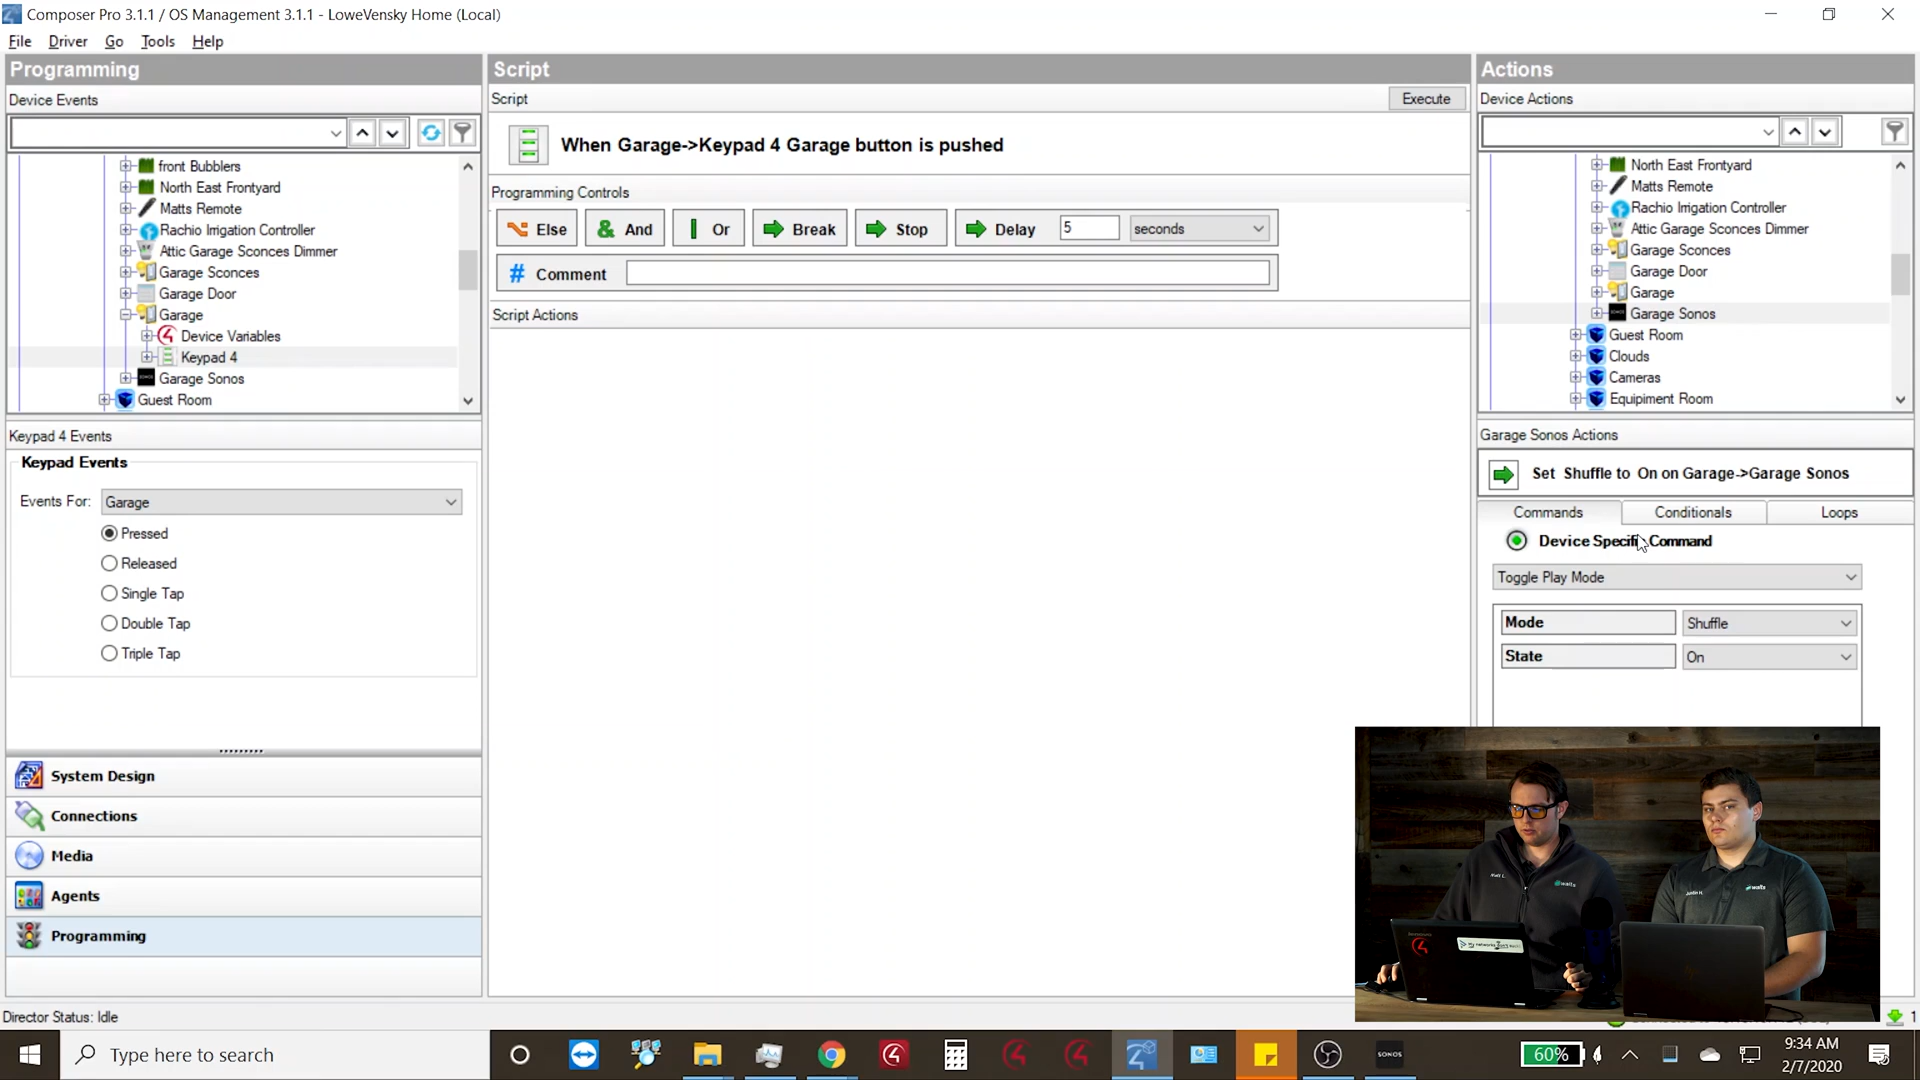 Composer Pro 3.1.1 / OS Management 3.1.1 - LoweVensky Home (Local)
File Driver Go Tools Help
Programming
Device Events
front Bubblers
North East Frontyard
Matts Remote
Rachio Irrigation Controller
Attic Garage Sconces Dimmer
Garage Sconces
Garage Door
Garage
Device Variables
Keypad 4
Garage Sonos
Guest Room
Keypad 4 Events
Keypad Events
Events For: Garage
Pressed
Released
Single Tap
Double Tap
Triple Tap
System Design
Connections
Media
Agents
Programming
Director Status: Idle
Script
Script Execute
When Garage->Keypad 4 Garage button is pushed
Programming Controls
Else And Or Break Stop Delay 5 seconds
# Comment
Script Actions
Actions
Device Actions
North East Frontyard
Matts Remote
Rachio Irrigation Controller
Attic Garage Sconces Dimmer
Garage Sconces
Garage Door
Garage
Garage Sonos
Guest Room
Clouds
Cameras
Equipiment Room
Garage Sonos Actions
Set Shuffle to On on Garage->Garage Sonos
Commands Conditionals Loops
Device Specific Command
Toggle Play Mode
Mode Shuffle
State On
Matt L.
walts
Justin H.
walts
1
Type here to search
SONOS
60%
9:34 AM
2/7/2020